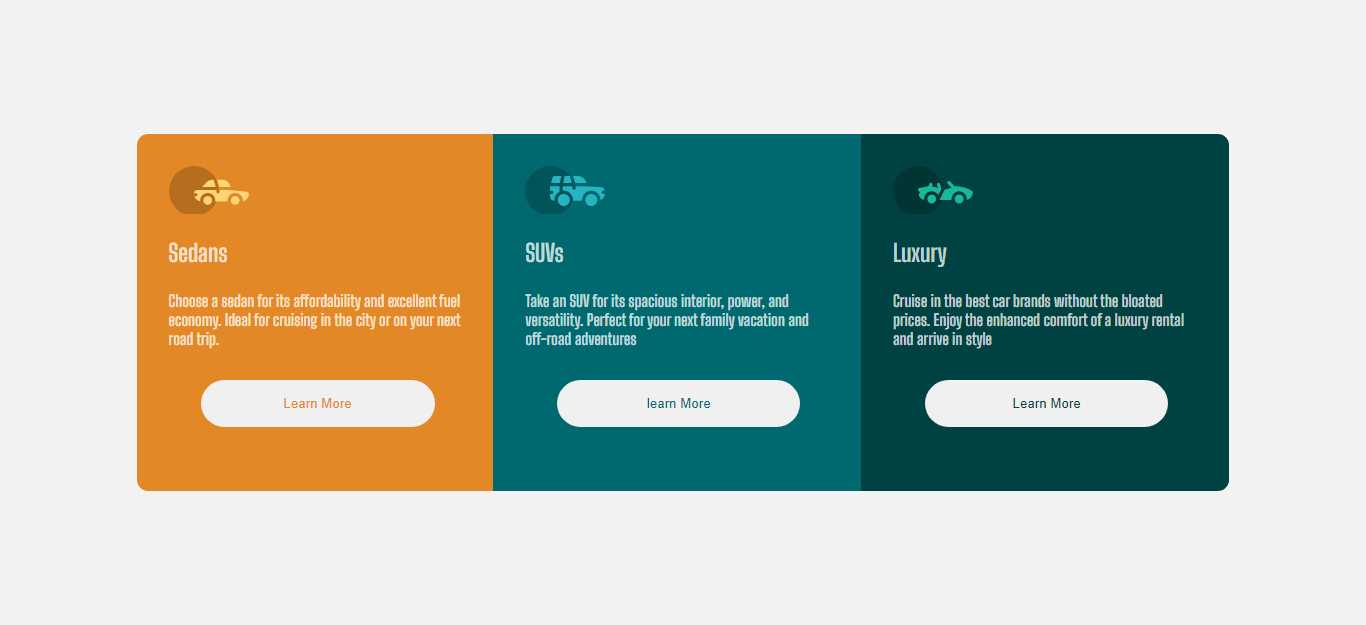 Sedans
Choose a sedan for its affordability and excellent fuel
economy. Ideal for cruising in the city or on your next
road trip.
Learn More
SUVs
Take an SUV for its spacious interior, power, and
versatility. Perfect for your next family vacation and
off-road adventures
learn More
Luxury
Cruise in the best car brands without the bloated
prices. Enjoy the enhanced comfort of a luxury rental
and arrive in style
Learn More